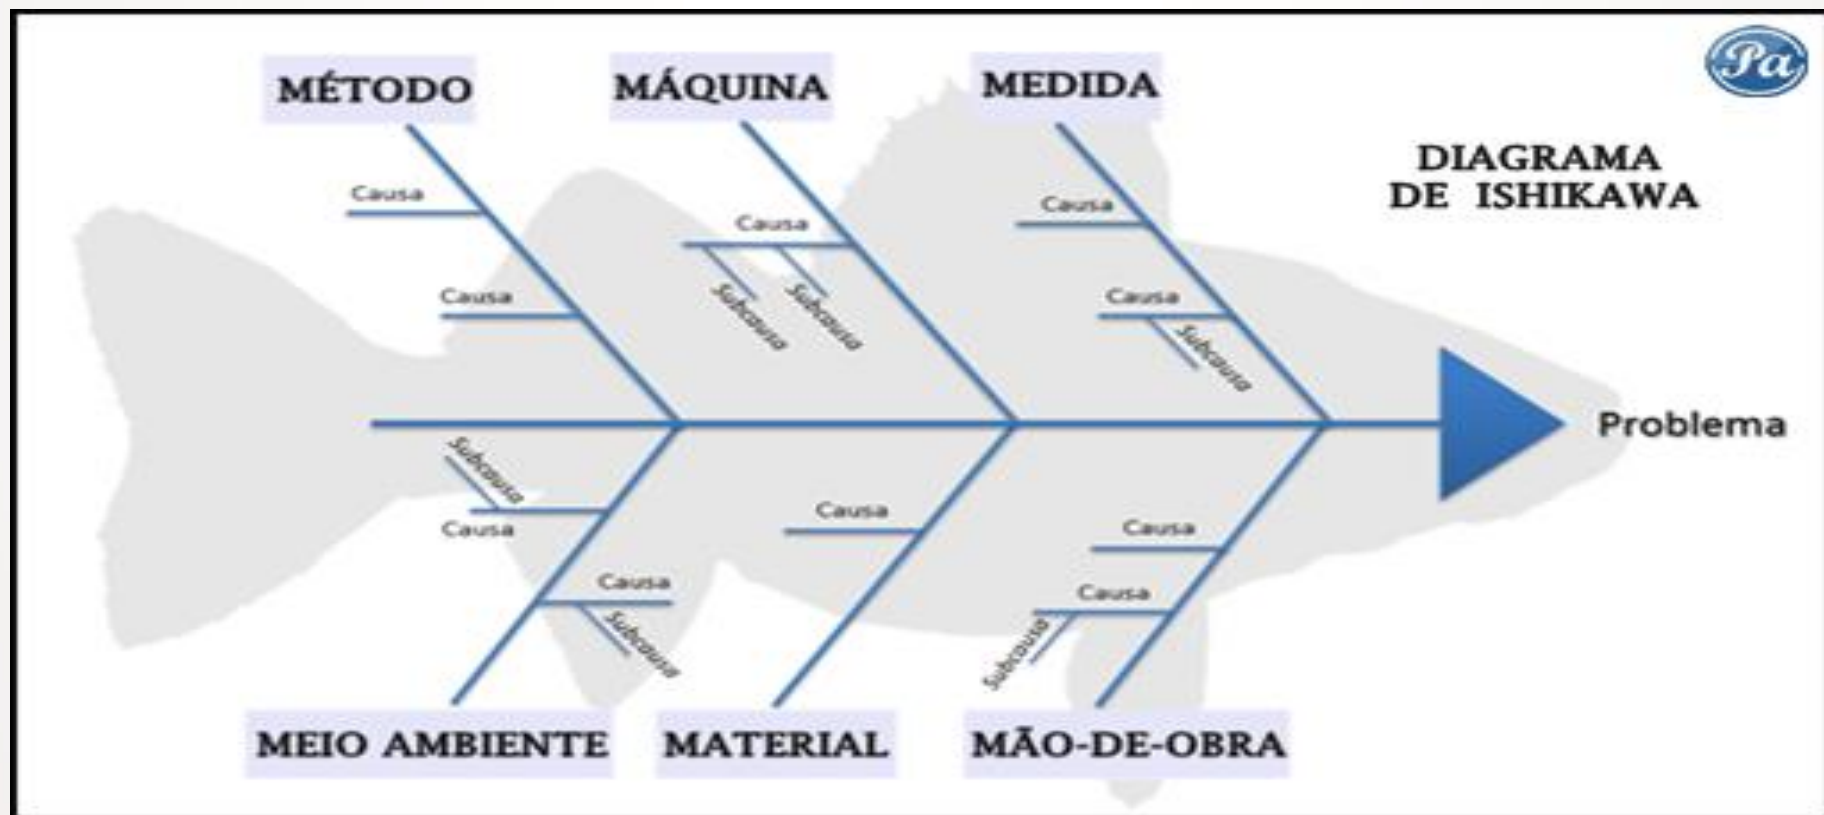 MÉTODO
MÁQUINA
MEDIDA
Pa
DIAGRAMA
DE ISHIKAWA
Causa
Causa
Causa
Subcausa
Subcausa
Causa
Causa
Subcausa
Problema
Subcausa
Causa
Causa
Subcausa
Causa
Causa
Causa
Subcausa
MEIO AMBIENTE
MATERIAL
MÃO-DE-OBRA